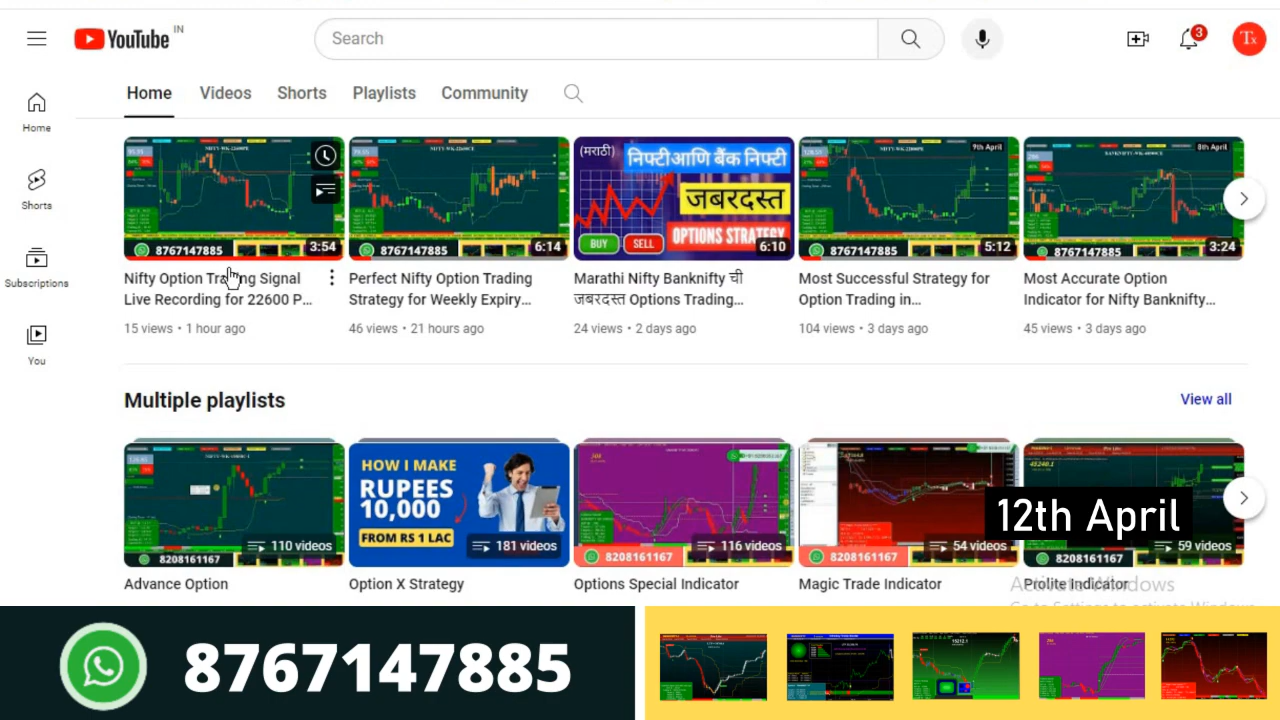 YouTube IN
Search
3
Tx
Home
Videos
Shorts
Playlists
Community
Home
Shorts
Subscriptions
You
NIFTY-WK-22600PE
8767147885
3:54
8767147885
6:14
(मराठी)
निफ्टीआणि बैंक निफ्टी
जबरदस्त
OPTIONS STRATEGY
BUY
SELL
6:10
9th April
8767147885
5:12
8th April
8767147885
3:24
Nifty Option Trading Signal
Live Recording for 22600 P...
15 views • 1 hour ago
Perfect Nifty Option Trading
Strategy for Weekly Expiry...
46 views • 21 hours ago
Marathi Nifty Banknifty ची
जबरदस्त Options Trading...
24 views • 2 days ago
Most Successful Strategy for
Option Trading in...
104 views • 3 days ago
Most Accurate Option
Indicator for Nifty Banknifty...
45 views • 3 days ago
Multiple playlists
View all
110 videos
8208161167
HOW I MAKE
RUPEES
10,000
FROM RS 1 LAC
181 videos
116 videos
8208161167
54 videos
8208161167
45240.1
59 videos
8208161167
12th April
Advance Option
Option X Strategy
Options Special Indicator
Magic Trade Indicator
Prolite Indicator
Activate Windows
8767147885